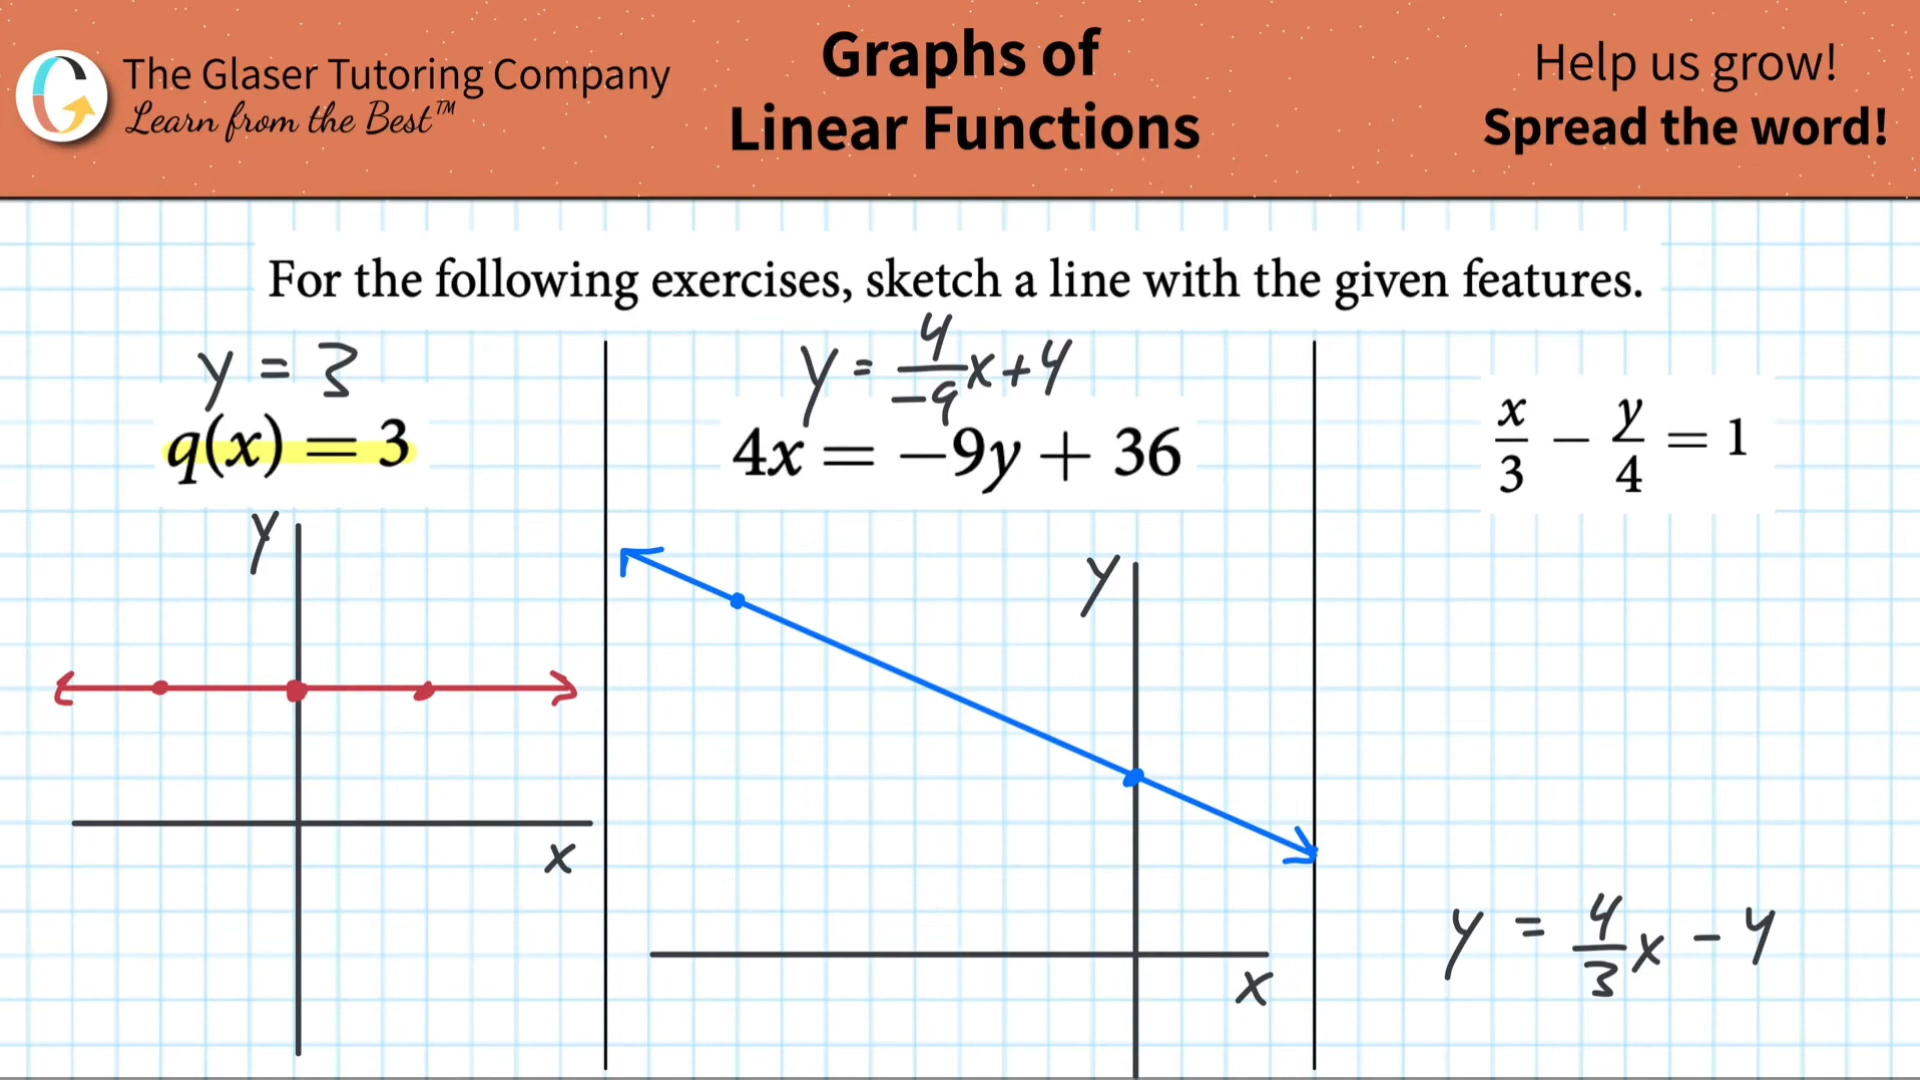 The Glaser Tutoring Company
Learn from the Best™
Graphs of
Linear Functions
Help us grow!
Spread the word!
For the following exercises, sketch a line with the given features.
y = 3
q(x) = 3
y
x
y = 4/-9 x + 4
4x = −9y + 36
y
x
x/3 − y/4 = 1
y = 4/3 x - 4